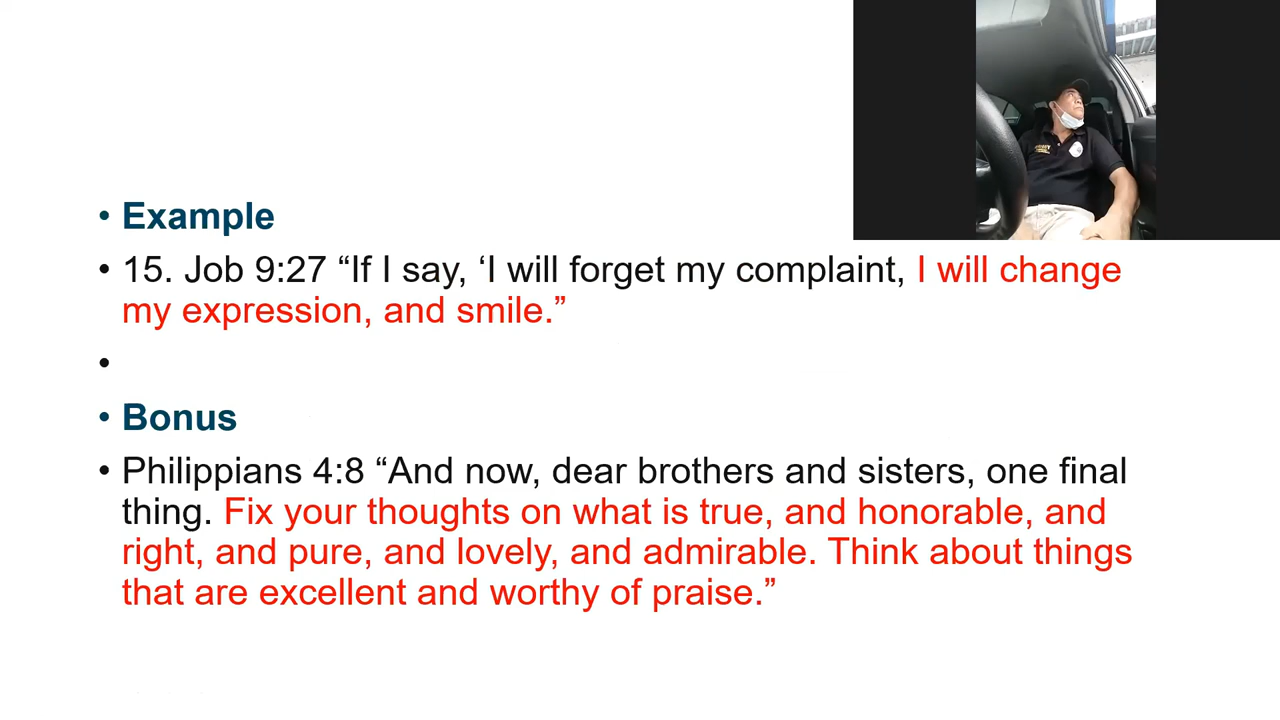 • Example
• 15. Job 9:27 “If I say, ‘I will forget my complaint, I will change
my expression, and smile.”
•
• Bonus
• Philippians 4:8 “And now, dear brothers and sisters, one final
thing. Fix your thoughts on what is true, and honorable, and
right, and pure, and lovely, and admirable. Think about things
that are excellent and worthy of praise.”